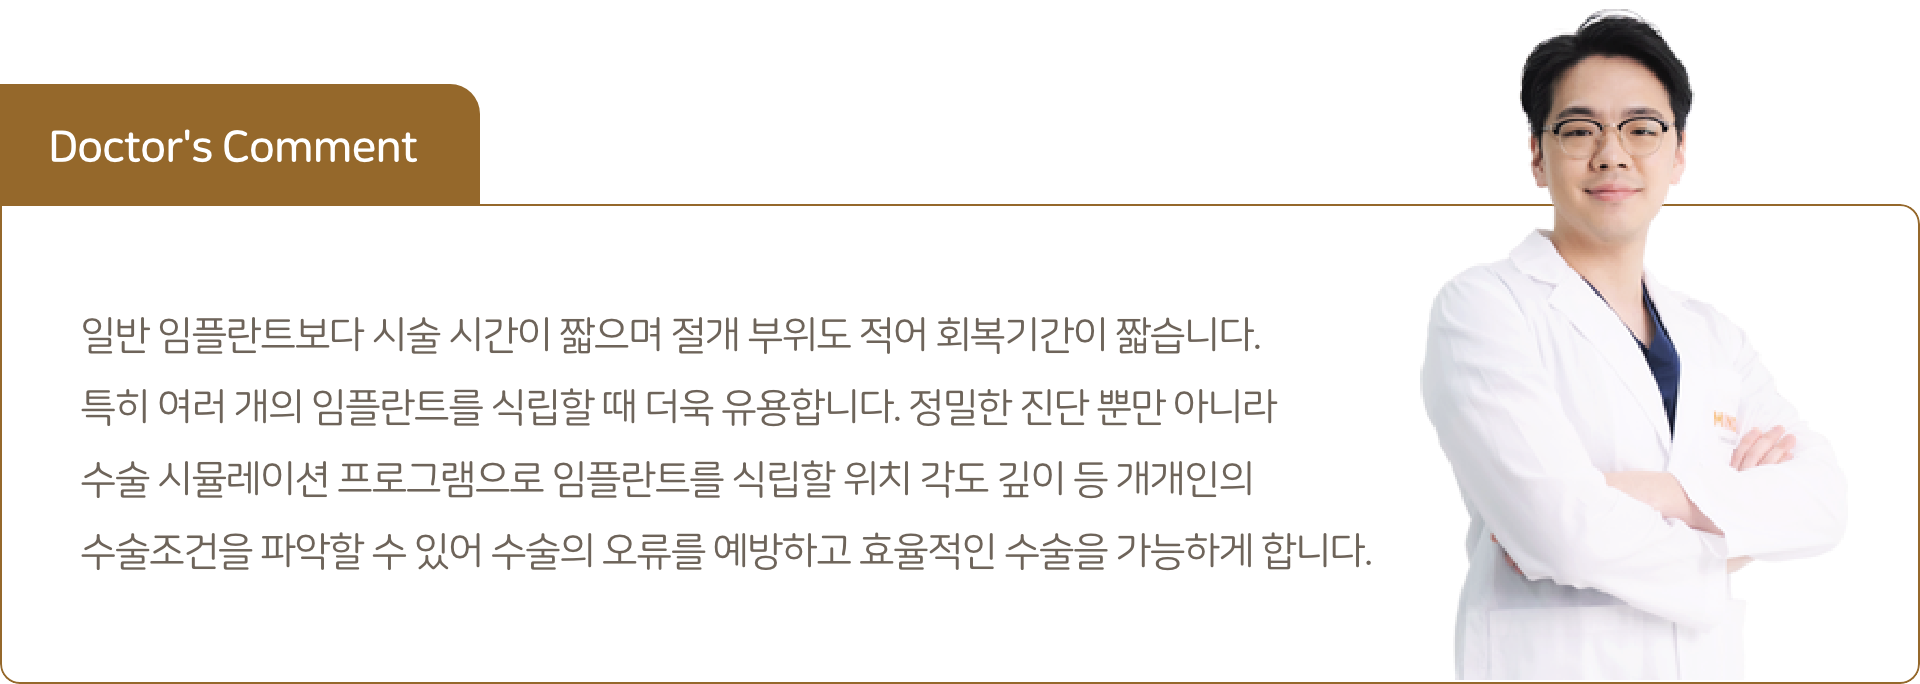 Doctor's Comment
일반 임플란트보다 시술 시간이 짧으며 절개 부위도 적어 회복기간이 짧습니다.
특히 여러 개의 임플란트를 식립할 때 더욱 유용합니다. 정밀한 진단 뿐만 아니라
수술 시뮬레이션 프로그램으로 임플란트를 식립할 위치 각도 깊이 등 개개인의
수술조건을 파악할 수 있어 수술의 오류를 예방하고 효율적인 수술을 가능하게 합니다.